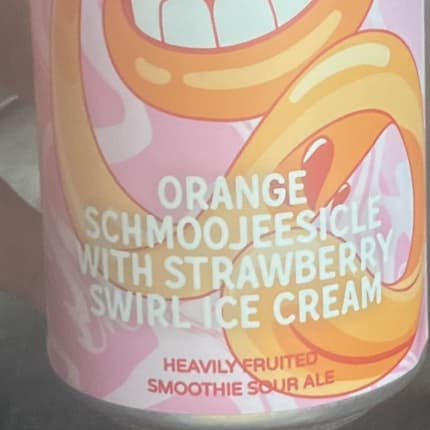 ORANGE
SCHMOOJEESICLE
WITH STRAWBERRY
SWIRL ICE CREAM
HEAVILY FRUITED
SMOOTHIE SOUR ALE